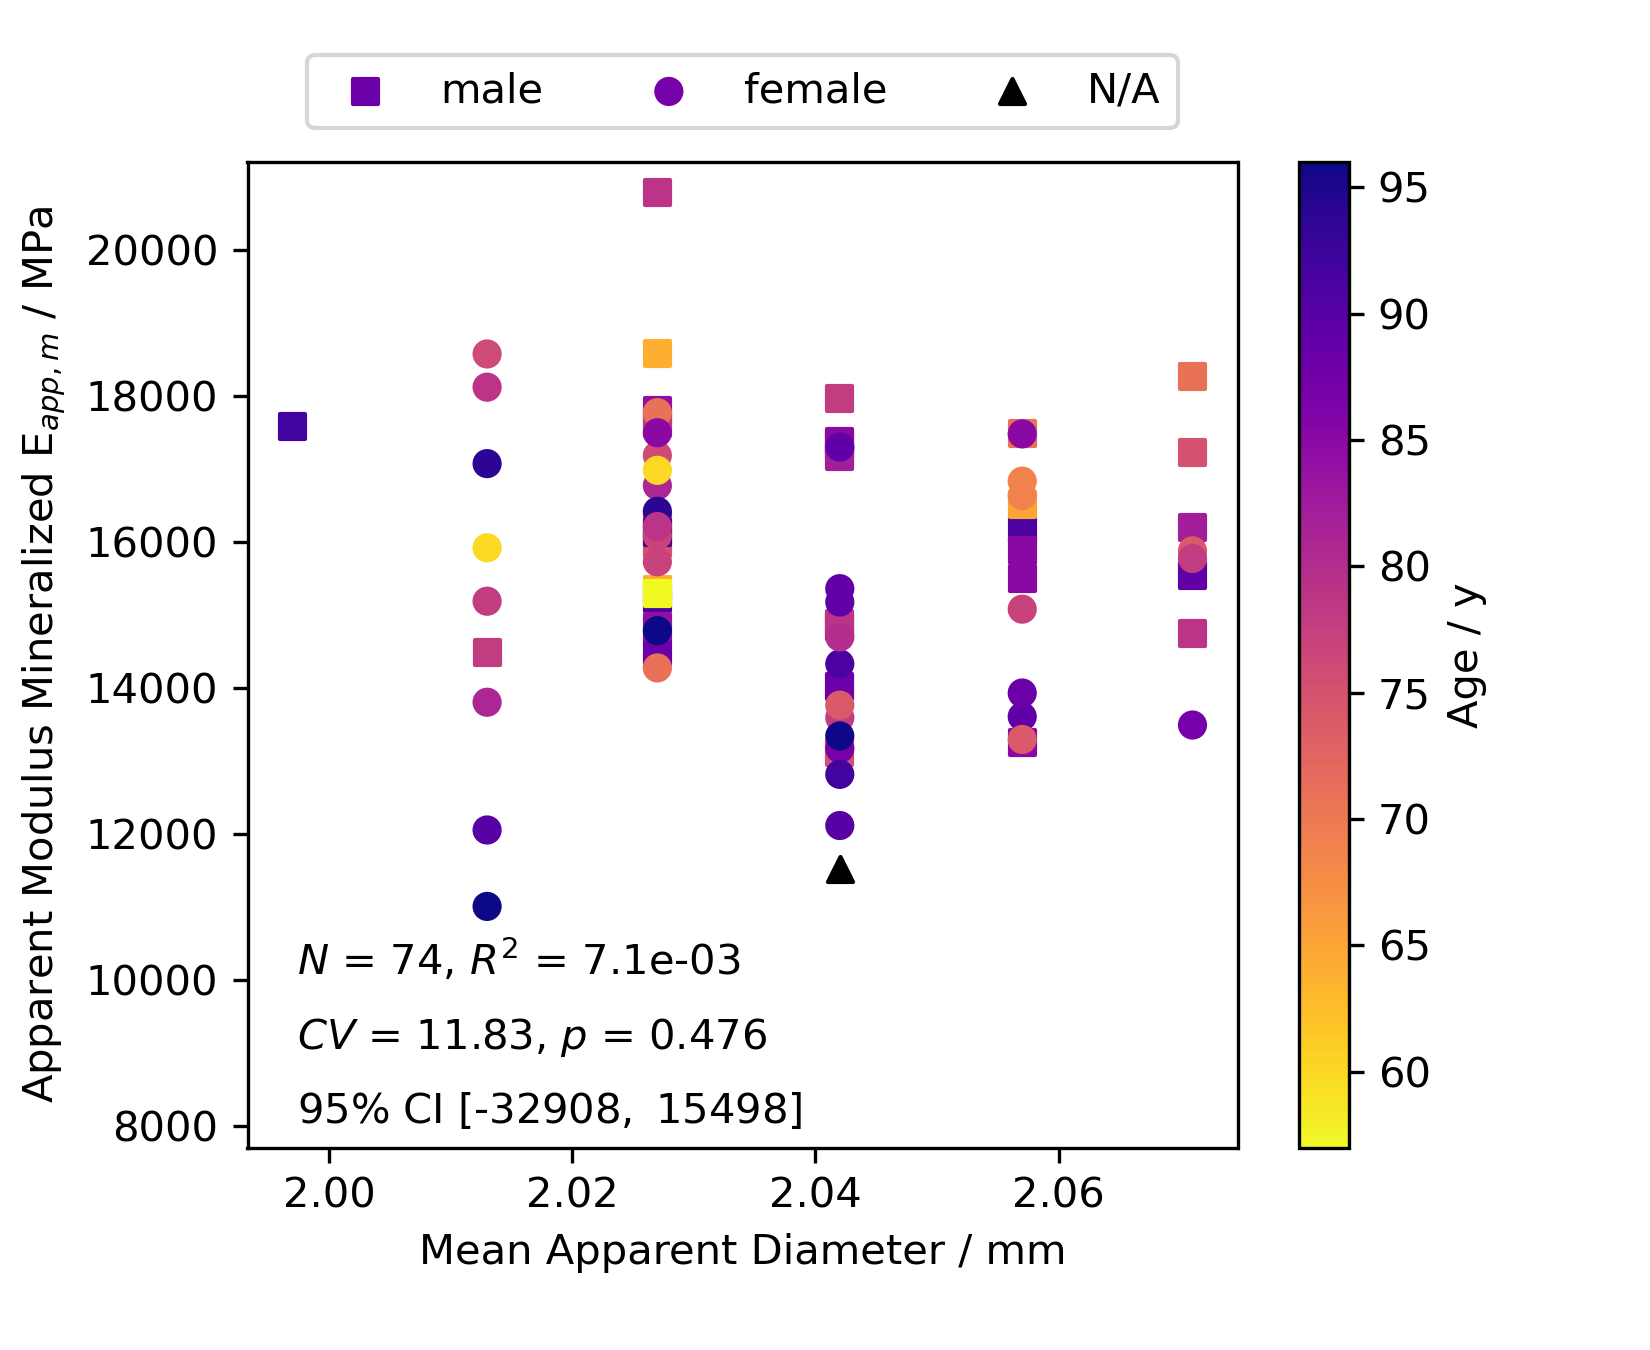 male female N/A
Apparent Modulus Mineralized E_app, m / MPa
20000
18000
16000
14000
12000
10000
8000
N = 74, R² = 7.1e-03
CV = 11.83, p = 0.476
95% CI [-32908, 15498]
2.00 2.02 2.04 2.06
Mean Apparent Diameter / mm
95
90
85
80
75
70
65
60
Age / y